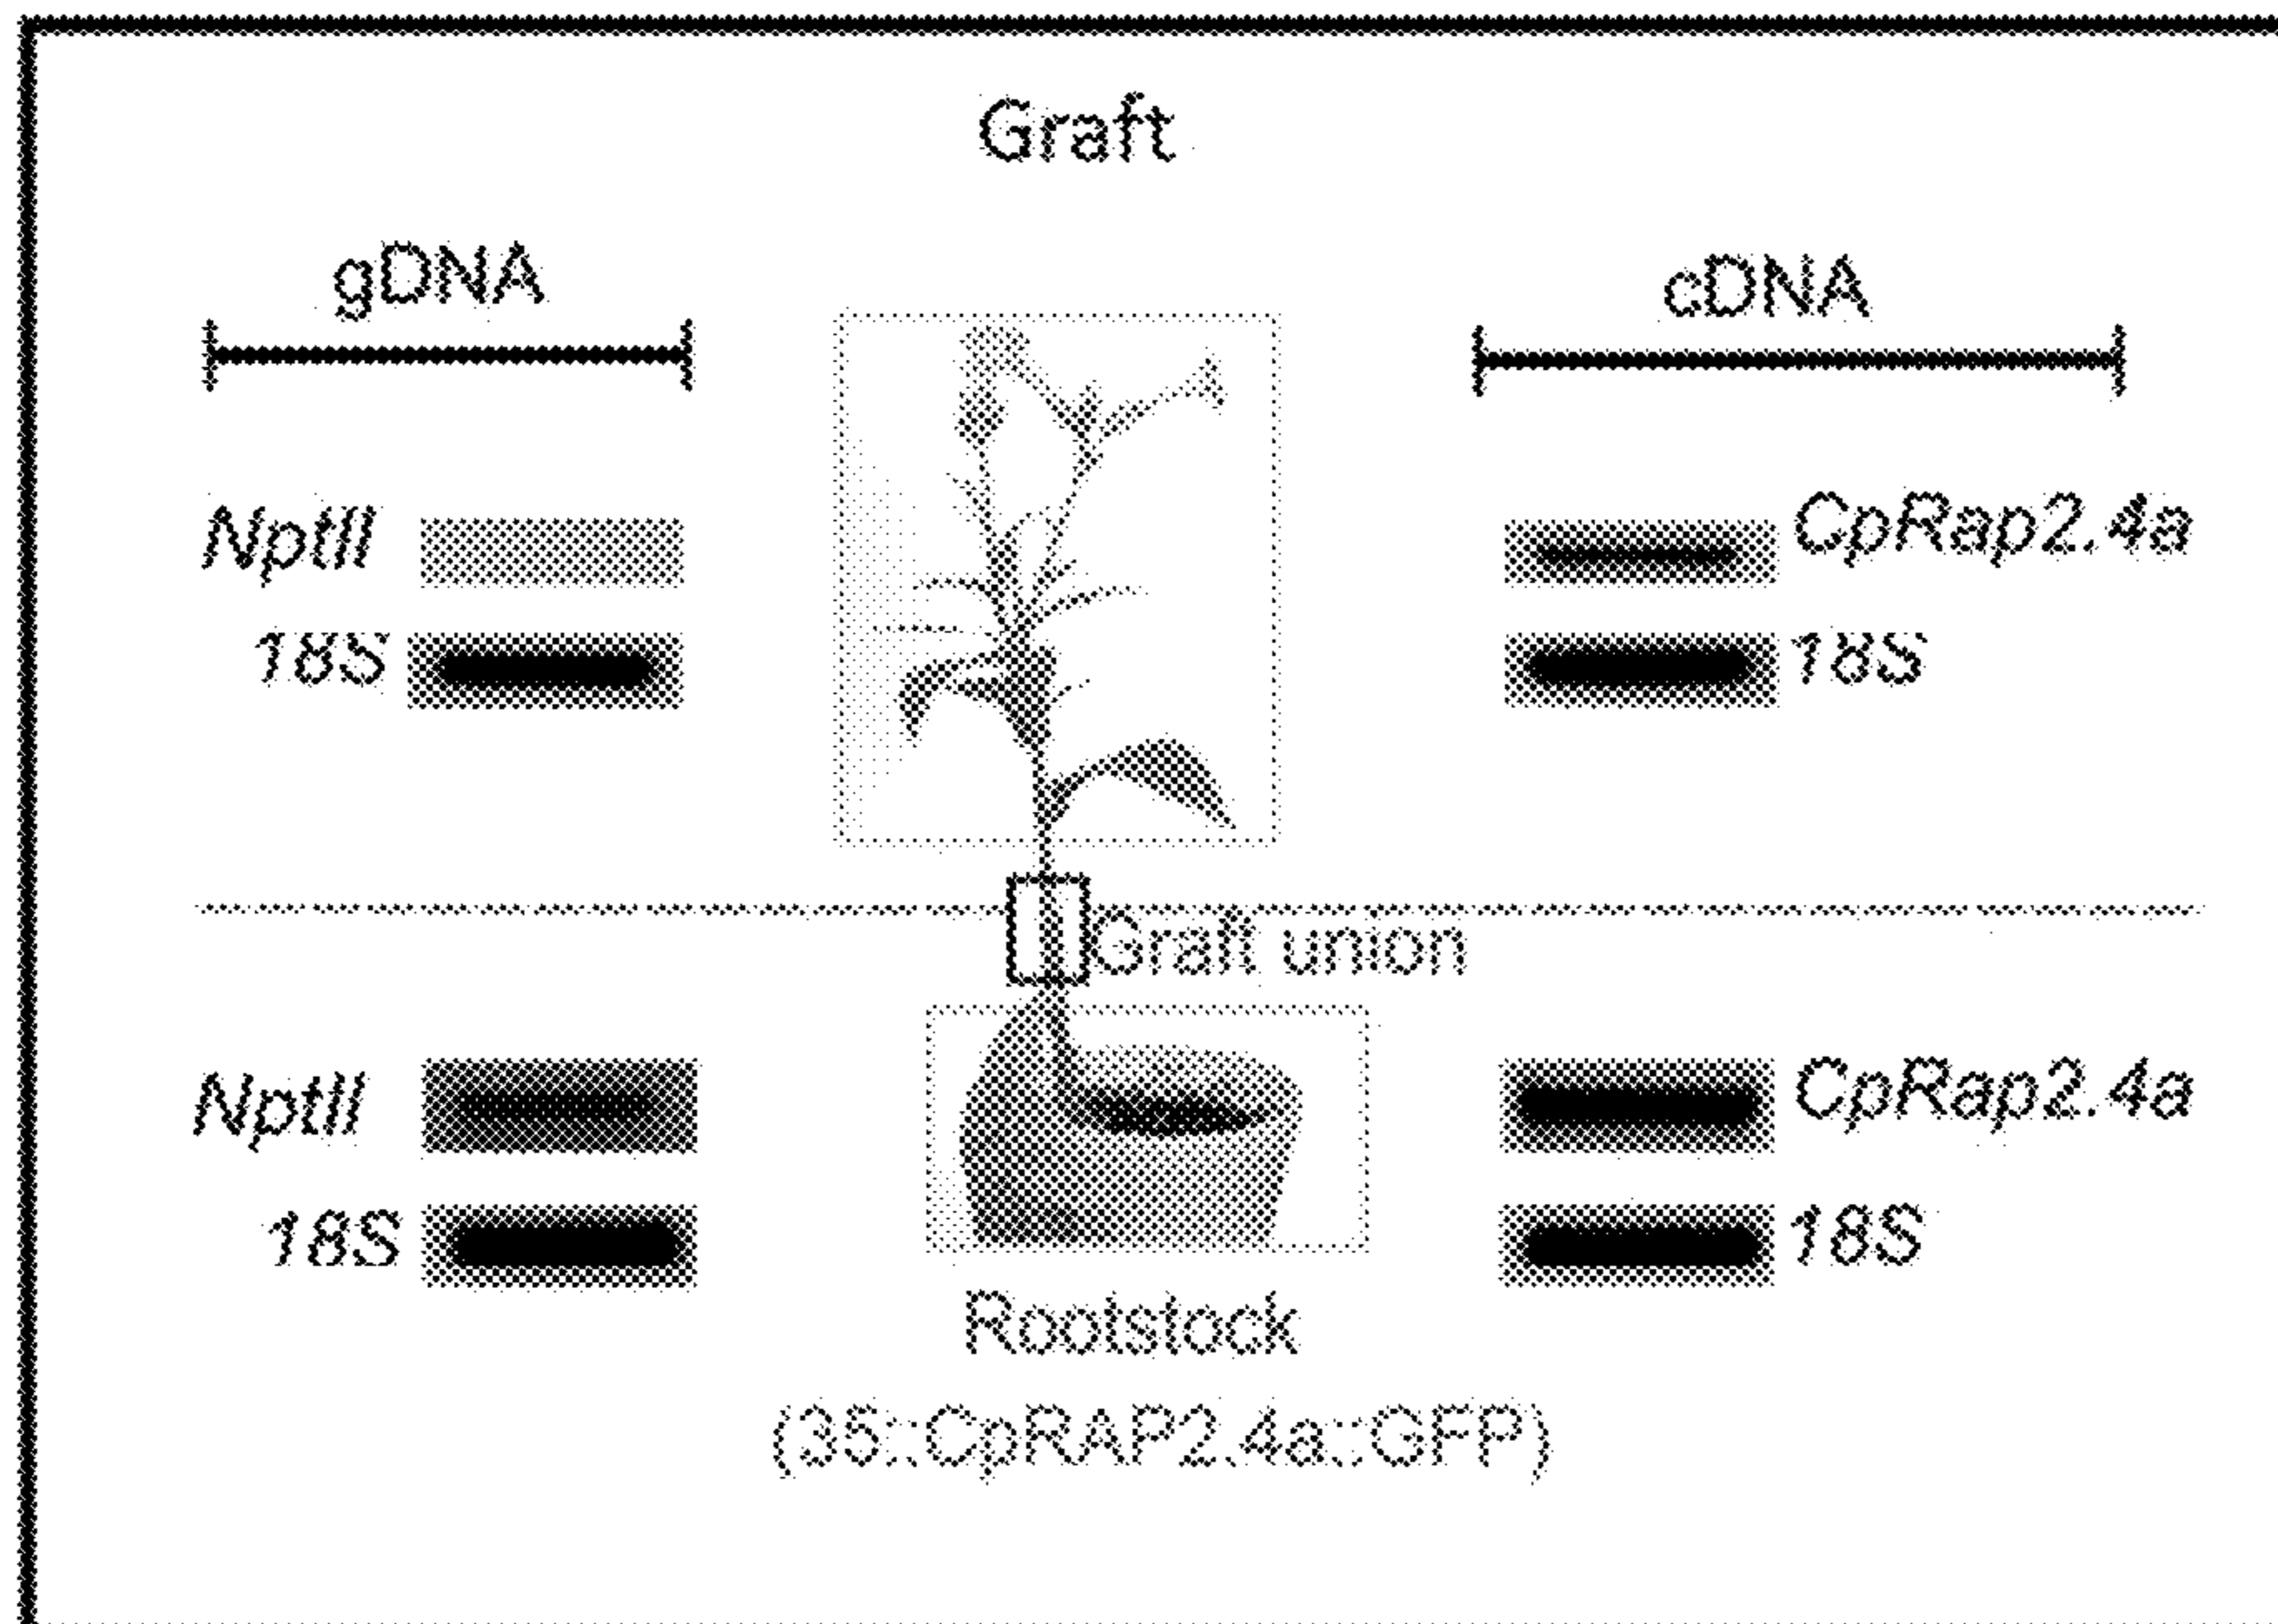 Graft
gDNA
cDNA
NptII
CpRap2.4a
18S
18S
Graft union
NptII
CpRap2.4a
18S
18S
Rootstock
(35::CpRAP2.4a::GFP)